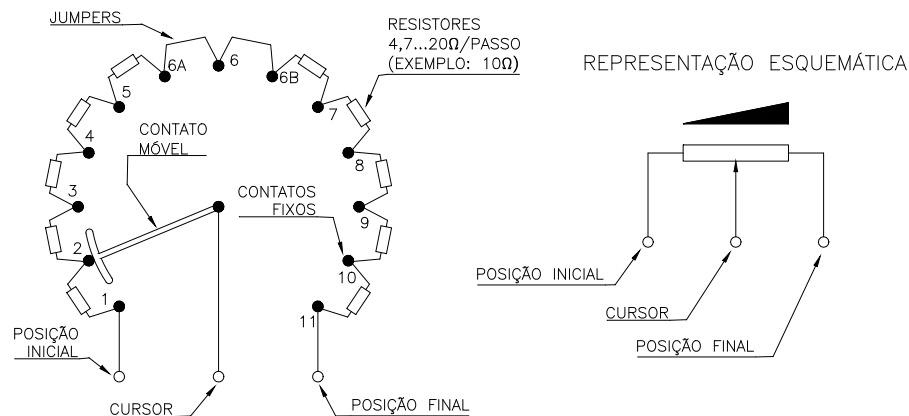 JUMPERS
RESISTORES
4,7...20Ω/PASSO
(EXEMPLO: 10Ω)
REPRESENTAÇÃO ESQUEMÁTICA
6A
6
6B
5
7
4
CONTATO
MÓVEL
8
3
CONTATOS
FIXOS
9
2
10
1
11
POSIÇÃO
INICIAL
CURSOR
POSIÇÃO FINAL
POSIÇÃO INICIAL
CURSOR
POSIÇÃO FINAL